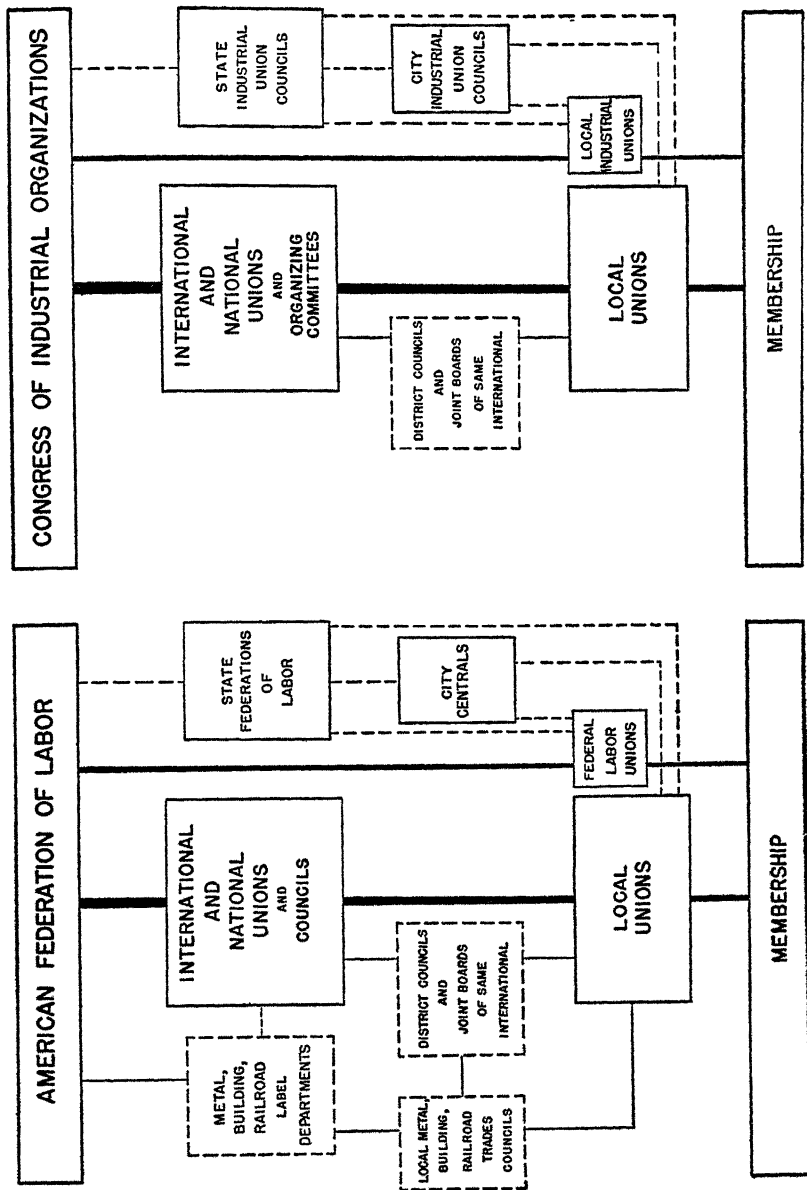 AMERICAN FEDERATION OF LABOR
METAL,
BUILDING,
RAILROAD
LABEL
DEPARTMENTS
INTERNATIONAL
AND
NATIONAL
UNIONS
AND
COUNCILS
STATE
FEDERATIONS
OF
LABOR
LOCAL METAL,
BUILDING,
RAILROAD
TRADES
COUNCILS
DISTRICT COUNCILS
AND
JOINT BOARDS
OF SAME
INTERNATIONAL
CITY
CENTRALS
LOCAL
UNIONS
FEDERAL
LABOR
UNIONS
MEMBERSHIP
CONGRESS OF INDUSTRIAL ORGANIZATIONS
INTERNATIONAL
AND
NATIONAL
UNIONS
AND
ORGANIZING
COMMITTEES
STATE
INDUSTRIAL
UNION
COUNCILS
DISTRICT COUNCILS
AND
JOINT BOARDS
OF SAME
INTERNATIONAL
CITY
INDUSTRIAL
UNION
COUNCILS
LOCAL
UNIONS
LOCAL
INDUSTRIAL
UNIONS
MEMBERSHIP